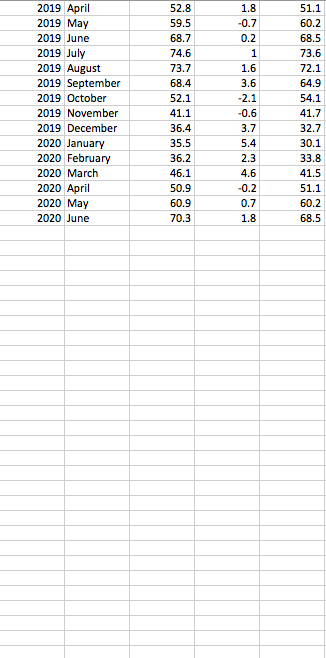 2019 April 52.8 1.8 51.1
2019 May 59.5 -0.7 60.2
2019 June 68.7 0.2 68.5
2019 July 74.6 1 73.6
2019 August 73.7 1.6 72.1
2019 September 68.4 3.6 64.9
2019 October 52.1 -2.1 54.1
2019 November 41.1 -0.6 41.7
2019 December 36.4 3.7 32.7
2020 January 35.5 5.4 30.1
2020 February 36.2 2.3 33.8
2020 March 46.1 4.6 41.5
2020 April 50.9 -0.2 51.1
2020 May 60.9 0.7 60.2
2020 June 70.3 1.8 68.5